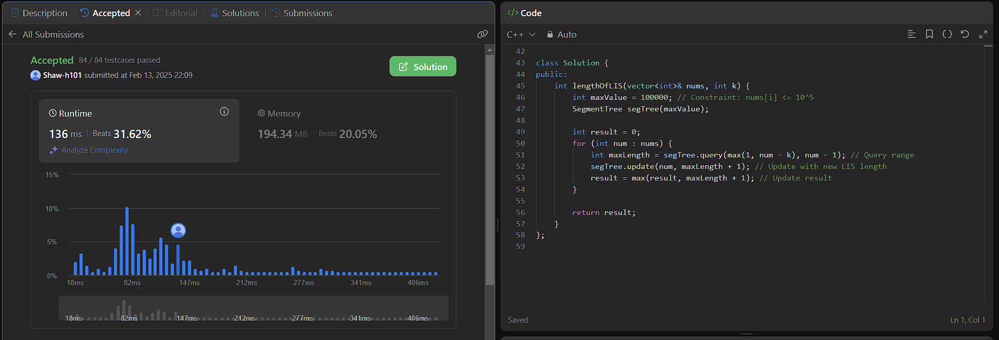 Description
Accepted
Editorial
Solutions
Submissions
All Submissions
Accepted 84 / 84 testcases passed
Shaw-h101 submitted at Feb 13, 2025 22:09
Solution
Runtime
136 ms Beats 31.62%
Analyze Complexity
Memory
194.34 MB Beats 20.05%
15%
10%
5%
0%
18ms 82ms 147ms 212ms 277ms 341ms 406ms
18ms 82ms 147ms 212ms 277ms 341ms 406ms
</> Code
C++ Auto
42
43 class Solution {
44 public:
45     int lengthOfLIS(vector<int>& nums, int k) {
46         int maxValue = 100000; // Constraint: nums[i] <= 10^5
47         SegmentTree segTree(maxValue);
48
49         int result = 0;
50         for (int num : nums) {
51             int maxLength = segTree.query(max(1, num - k), num - 1); // Query range
52             segTree.update(num, maxLength + 1); // Update with new LIS length
53             result = max(result, maxLength + 1); // Update result
54         }
55
56         return result;
57     }
58 };
59
Saved
Ln 1, Col 1